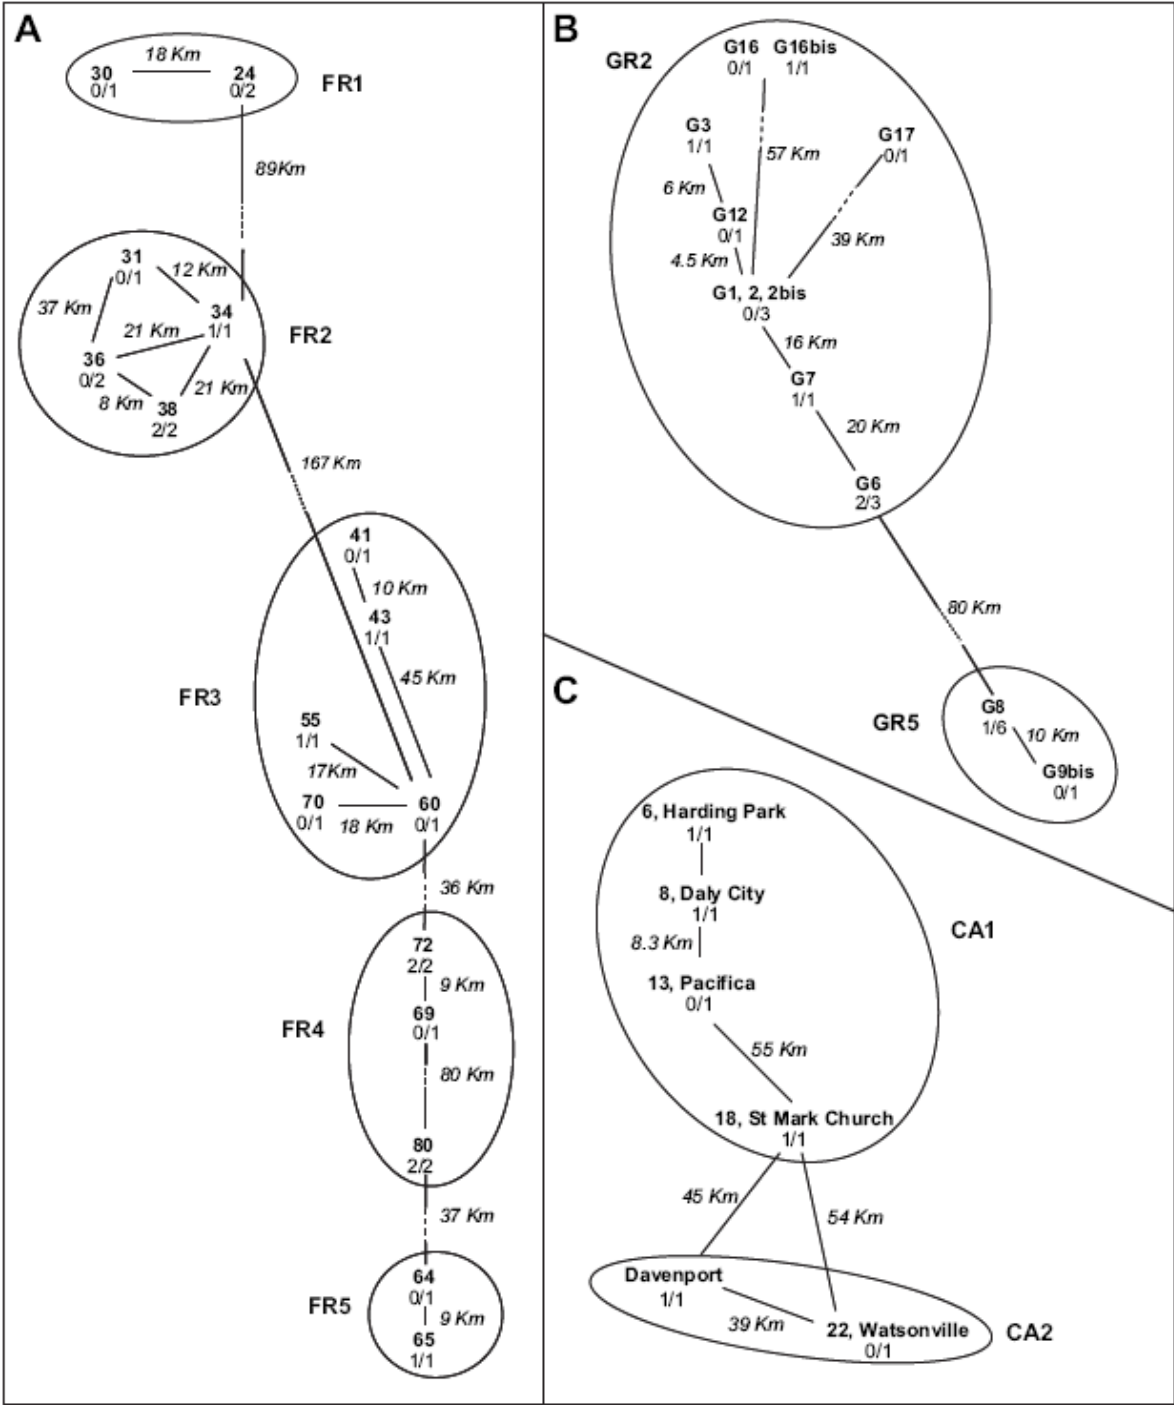 A
18 Km
30
24
0/1
0/2
FR1
89Km
31
0/1
12 Km
37 Km
34
1/1
21 Km
FR2
36
0/2
21 Km
8 Km
38
2/2
167 Km
41
0/1
10 Km
43
1/1
45 Km
FR3
55
1/1
17Km
70
60
0/1
0/1
18 Km
36 Km
72
2/2
9 Km
69
0/1
FR4
80 Km
80
2/2
37 Km
64
0/1
FR5
9 Km
65
1/1
B
GR2
G16 G16bis
0/1 1/1
G3
1/1
G17
0/1
57 Km
6 Km
G12
0/1
39 Km
4.5 Km
G1, 2, 2bis
0/3
16 Km
G7
1/1
20 Km
G6
2/3
80 Km
GR5
G8
1/6
10 Km
G9bis
0/1
C
6, Harding Park
1/1
8, Daly City
1/1
CA1
8.3 Km
13, Pacifica
0/1
55 Km
18, St Mark Church
1/1
45 Km
54 Km
Davenport
1/1
39 Km
22, Watsonville
0/1
CA2